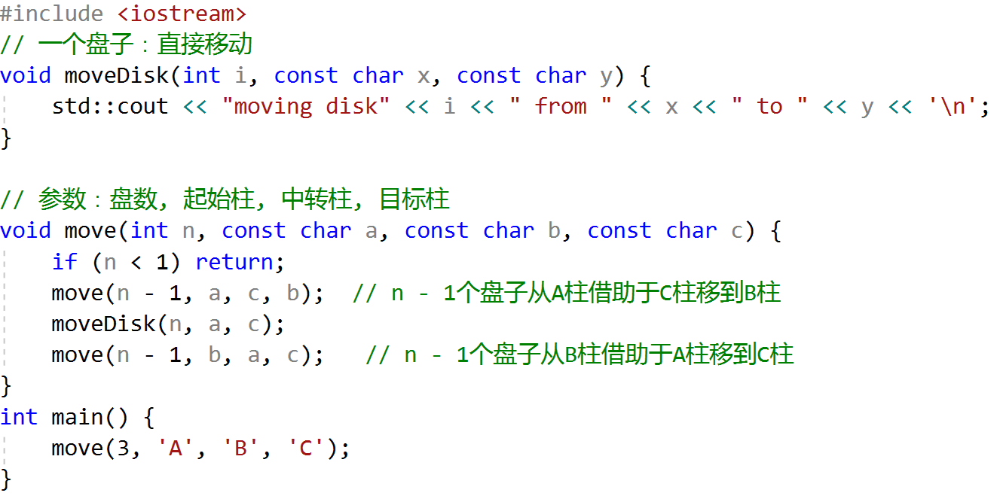 #include <iostream>
// 一个盘子：直接移动
void moveDisk(int i, const char x, const char y) {
    std::cout << "moving disk" << i << " from " << x << " to " << y << '\n';
}

// 参数：盘数, 起始柱, 中转柱, 目标柱
void move(int n, const char a, const char b, const char c) {
    if (n < 1) return;
    move(n - 1, a, c, b);  // n - 1个盘子从A柱借助于C柱移到B柱
    moveDisk(n, a, c);
    move(n - 1, b, a, c);   // n - 1个盘子从B柱借助于A柱移到C柱
}
int main() {
    move(3, 'A', 'B', 'C');
}